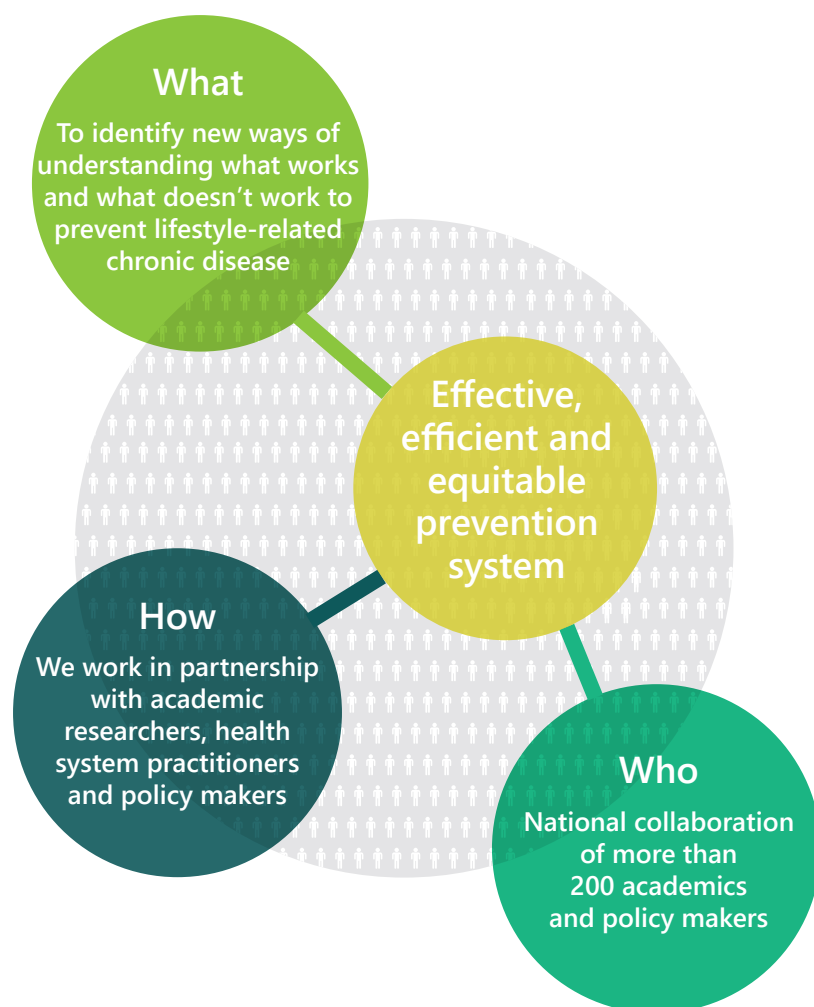 What
To identify new ways of
understanding what works
and what doesn’t work to
prevent lifestyle-related
chronic disease
Effective,
efficient and
equitable
prevention
system
How
We work in partnership
with academic
researchers, health
system practitioners
and policy makers
Who
National collaboration
of more than
200 academics
and policy makers